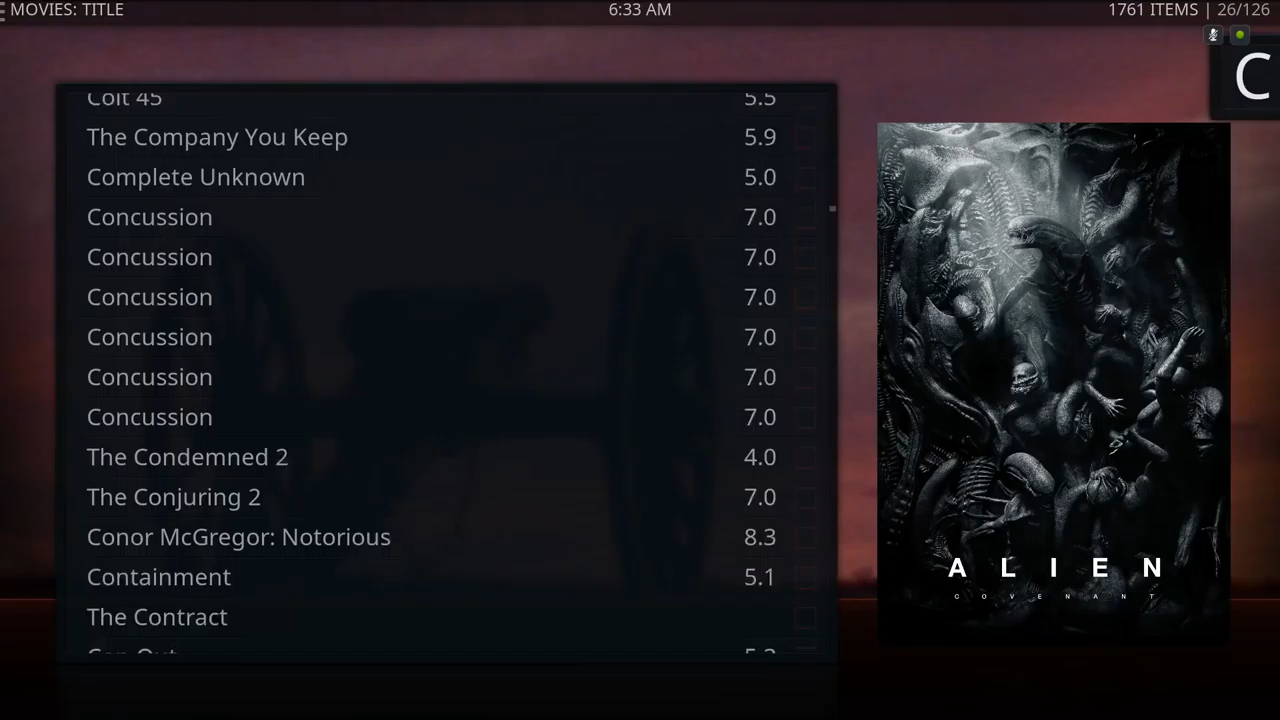 MOVIES: TITLE
6:33 AM
1761 ITEMS | 26/126
C
Colt 45 5.5
The Company You Keep 5.9
Complete Unknown 5.0
Concussion 7.0
Concussion 7.0
Concussion 7.0
Concussion 7.0
Concussion 7.0
Concussion 7.0
The Condemned 2 4.0
The Conjuring 2 7.0
Conor McGregor: Notorious 8.3
Containment 5.1
The Contract
ALIEN
COVENANT